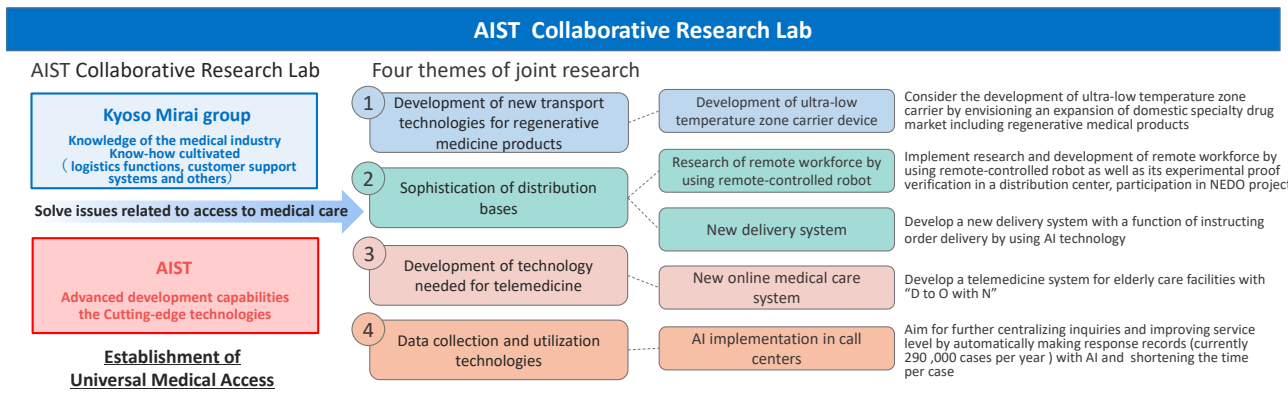 AIST Collaborative Research Lab
AIST Collaborative Research Lab
Kyoso Mirai group
Knowledge of the medical industry
Know-how cultivated
( logistics functions, customer support
systems and others)
Solve issues related to access to medical care
AIST
Advanced development capabilities
the Cutting-edge technologies
Establishment of
Universal Medical Access
Four themes of joint research
1
Development of new transport
technologies for regenerative
medicine products
Development of ultra-low
temperature zone carrier device
Consider the development of ultra-low temperature zone
carrier by envisioning an expansion of domestic specialty drug
market including regenerative medical products
2
Sophistication of distribution
bases
Research of remote workforce by
using remote-controlled robot
Implement research and development of remote workforce by
using remote-controlled robot as well as its experimental proof
verification in a distribution center, participation in NEDO project
New delivery system
Develop a new delivery system with a function of instructing
order delivery by using AI technology
3
Development of technology
needed for telemedicine
New online medical care
system
Develop a telemedicine system for elderly care facilities with
“D to O with N”
4
Data collection and utilization
technologies
AI implementation in call
centers
Aim for further centralizing inquiries and improving service
level by automatically making response records (currently
290 ,000 cases per year ) with AI and shortening the time
per case